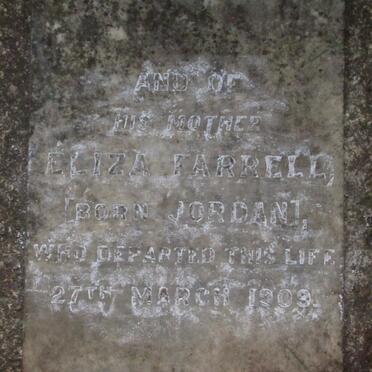 AND OF
HIS MOTHER
ELIZA FARRELL,
[BORN JORDAN],
WHO DEPARTED THIS LIFE
27TH MARCH 1909.